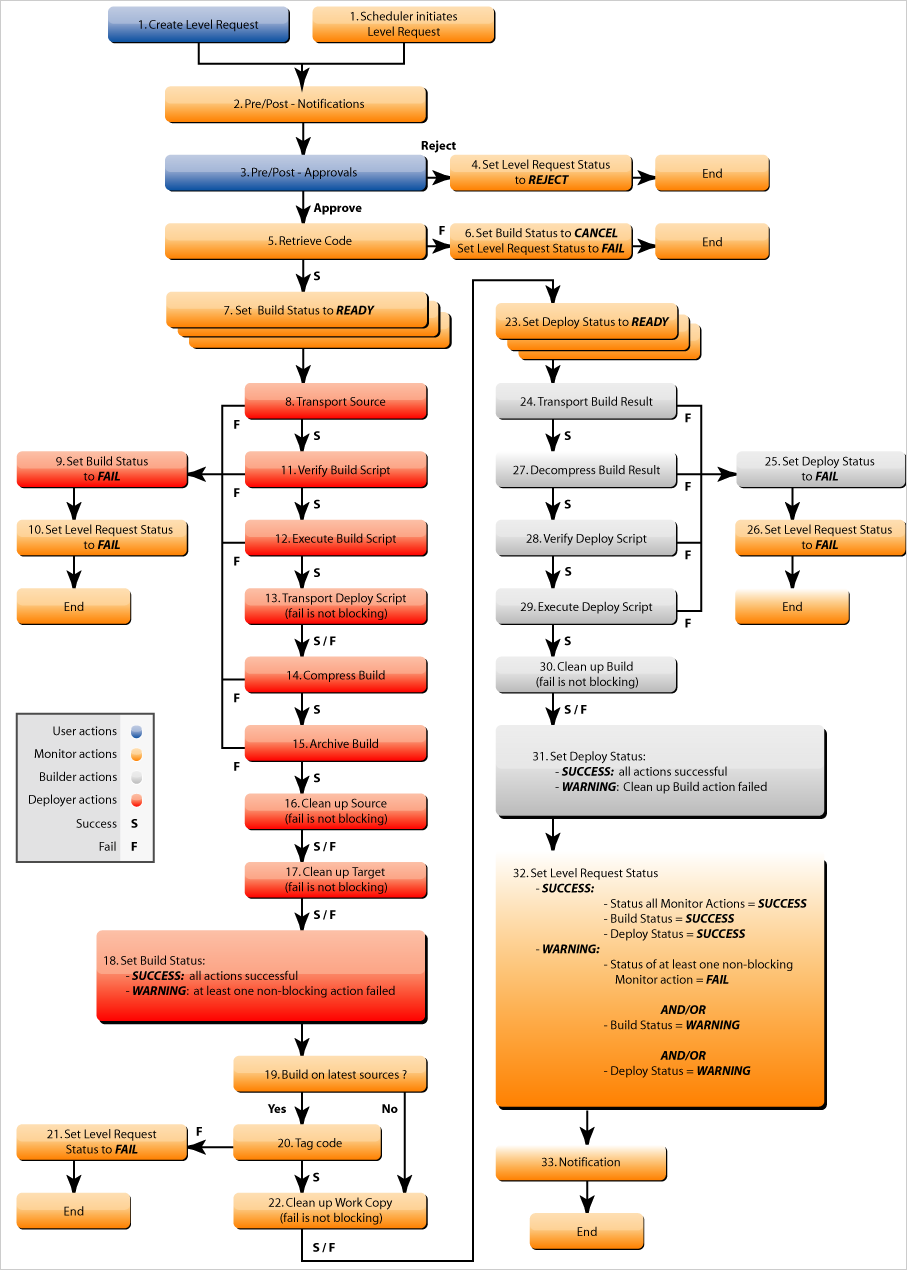 1. Create Level Request
1. Scheduler initiates
Level Request
2. Pre/Post - Notifications
3. Pre/Post - Approvals
Reject
4. Set Level Request Status
to REJECT
End
Approve
5. Retrieve Code
F
6. Set Build Status to CANCEL
Set Level Request Status to FAIL
End
S
7. Set Build Status to READY
8. Transport Source
F
S
9. Set Build Status
to FAIL
11. Verify Build Script
F
S
10. Set Level Request Status
to FAIL
12. Execute Build Script
F
S
End
13. Transport Deploy Script
(fail is not blocking)
S / F
14. Compress Build
F
S
15. Archive Build
F
S
16. Clean up Source
(fail is not blocking)
S / F
17. Clean up Target
(fail is not blocking)
S / F
18. Set Build Status:
- SUCCESS: all actions successful
- WARNING: at least one non-blocking action failed
19. Build on latest sources ?
Yes
No
20. Tag code
F
21. Set Level Request
Status to FAIL
End
S
22. Clean up Work Copy
(fail is not blocking)
S / F
23. Set Deploy Status to READY
24. Transport Build Result
F
S
27. Decompress Build Result
F
S
25. Set Deploy Status
to FAIL
28. Verify Deploy Script
F
S
26. Set Level Request Status
to FAIL
29. Execute Deploy Script
F
S
End
30. Clean up Build
(fail is not blocking)
S / F
31. Set Deploy Status:
- SUCCESS: all actions successful
- WARNING: Clean up Build action failed
32. Set Level Request Status
- SUCCESS:
- Status all Monitor Actions = SUCCESS
- Build Status = SUCCESS
- Deploy Status = SUCCESS
- WARNING:
- Status of at least one non-blocking
Monitor action = FAIL
AND/OR
- Build Status = WARNING
AND/OR
- Deploy Status = WARNING
33. Notification
End
User actions
Monitor actions
Builder actions
Deployer actions
Success S
Fail F